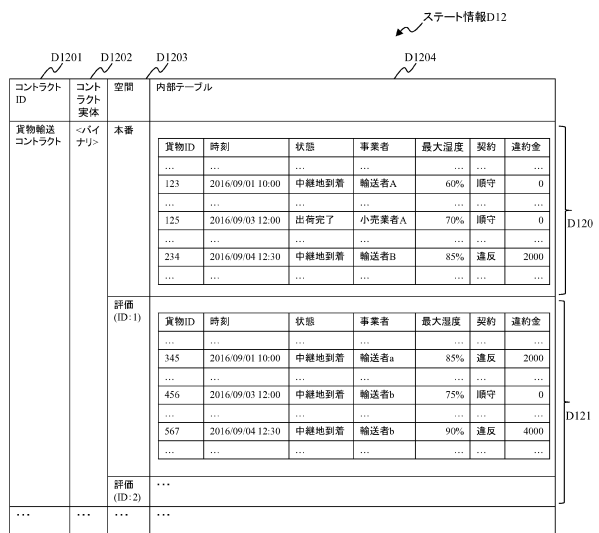 ステート情報D12
D1201 D1202 D1203 D1204
コントラクトID コントラクト実体 空間 内部テーブル
貨物輸送コントラクト <バイナリ> 本番
貨物ID 時刻 状態 事業者 最大湿度 契約 違約金
… … … … … … …
123 2016/09/01 10:00 中継地到着 輸送者A 60% 順守 0
… … … … … … …
125 2016/09/03 12:00 出荷完了 小売業者A 70% 順守 0
… … … … … … …
234 2016/09/04 12:30 中継地到着 輸送者B 85% 違反 2000
… … … … … … …
D120
評価(ID:1)
貨物ID 時刻 状態 事業者 最大湿度 契約 違約金
… … … … … … …
345 2016/09/01 10:00 中継地到着 輸送者a 85% 違反 2000
… … … … … … …
456 2016/09/03 12:00 中継地到着 輸送者b 75% 順守 0
… … … … … … …
567 2016/09/04 12:30 中継地到着 輸送者b 90% 違反 4000
… … … … … … …
D121
評価(ID:2) …
… … … …